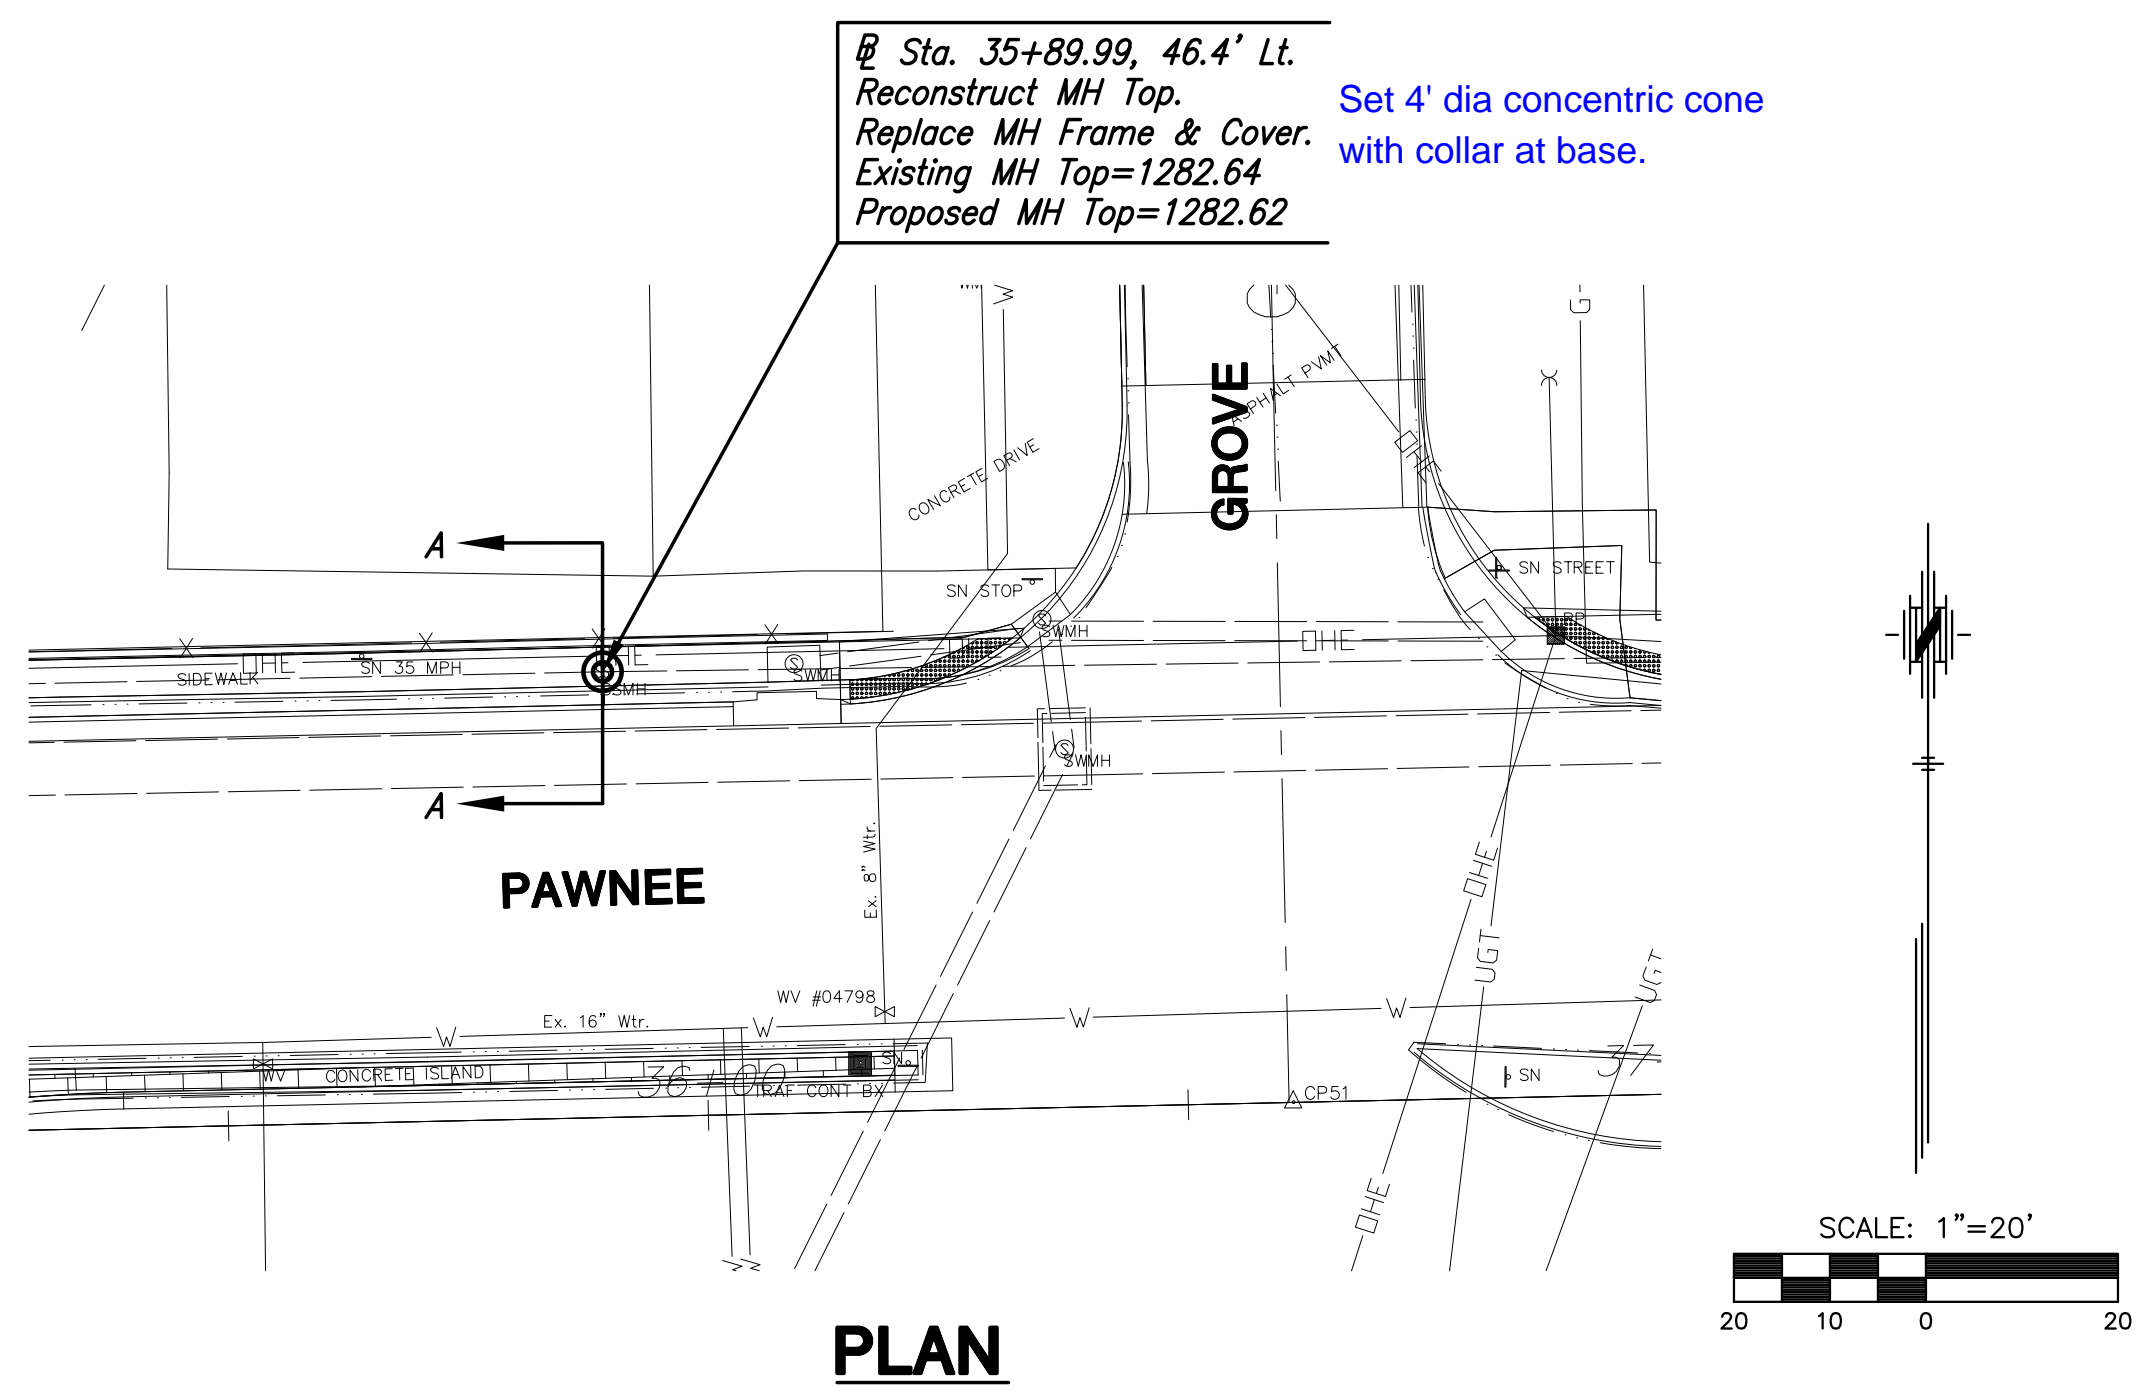 ℄ Sta. 35+89.99, 46.4' Lt.
Reconstruct MH Top.
Replace MH Frame & Cover.
Existing MH Top=1282.64
Proposed MH Top=1282.62
Set 4' dia concentric cone
with collar at base.
WM
W
G
ASPHALT PVMT
GROVE
OHE
CONCRETE DRIVE
A
SN STOP
SN STREET
PP
X
X
X
X
OHE
SN 35 MPH
SIDEWALK
SSMH
S
SWMH
S
SWMH
OHE
S
SWMH
A
PAWNEE
Ex. 8” Wtr.
OHE
UGT
UGT
WV #04798
Ex. 16” Wtr.
W
W
W
W
WV
CONCRETE ISLAND
36+00
TRAF CONT BX
SN
CP51
SN
37
OHE
W
W
SCALE: 1”=20'
20 10 0 20
PLAN